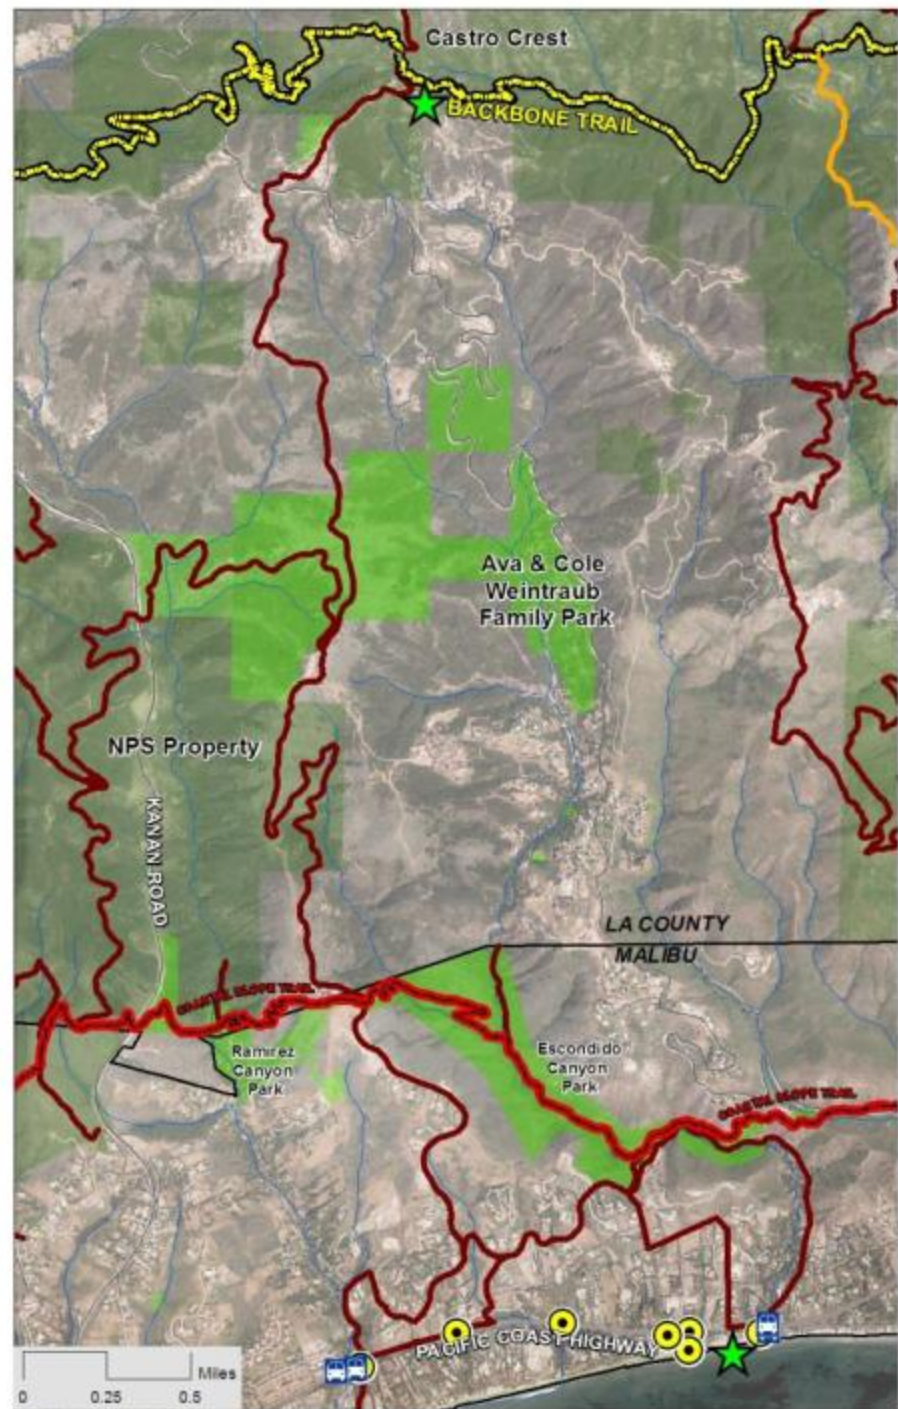 Castro Crest
BACKBONE TRAIL
Ava & Cole
Weintraub
Family Park
NPS Property
KANAN ROAD
LA COUNTY
MALIBU
COASTAL SLOPE TRAIL
Ramirez
Canyon
Park
Escondido
Canyon
Park
COASTAL SLOPE TRAIL
PACIFIC COAST HIGHWAY
Miles
0 0.25 0.5